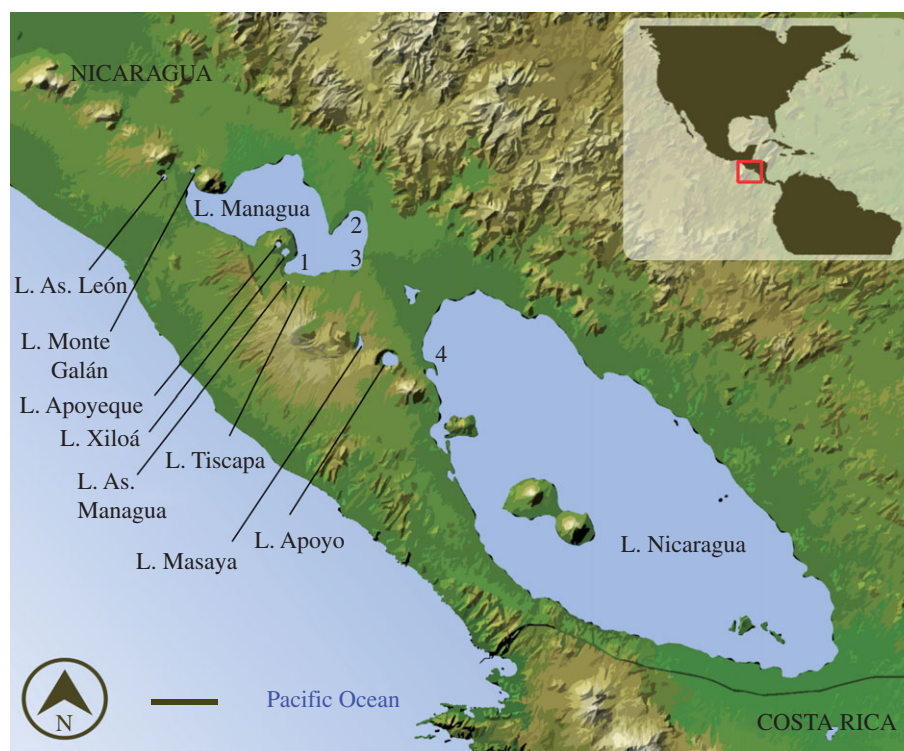 NICARAGUA
L. Managua
2
1
3
L. As. León
L. Monte
Galán
4
L. Apoyeque
L. Xiloá
L. Tiscapa
L. As.
Managua
L. Apoyo
L. Masaya
L. Nicaragua
N
Pacific Ocean
COSTA RICA